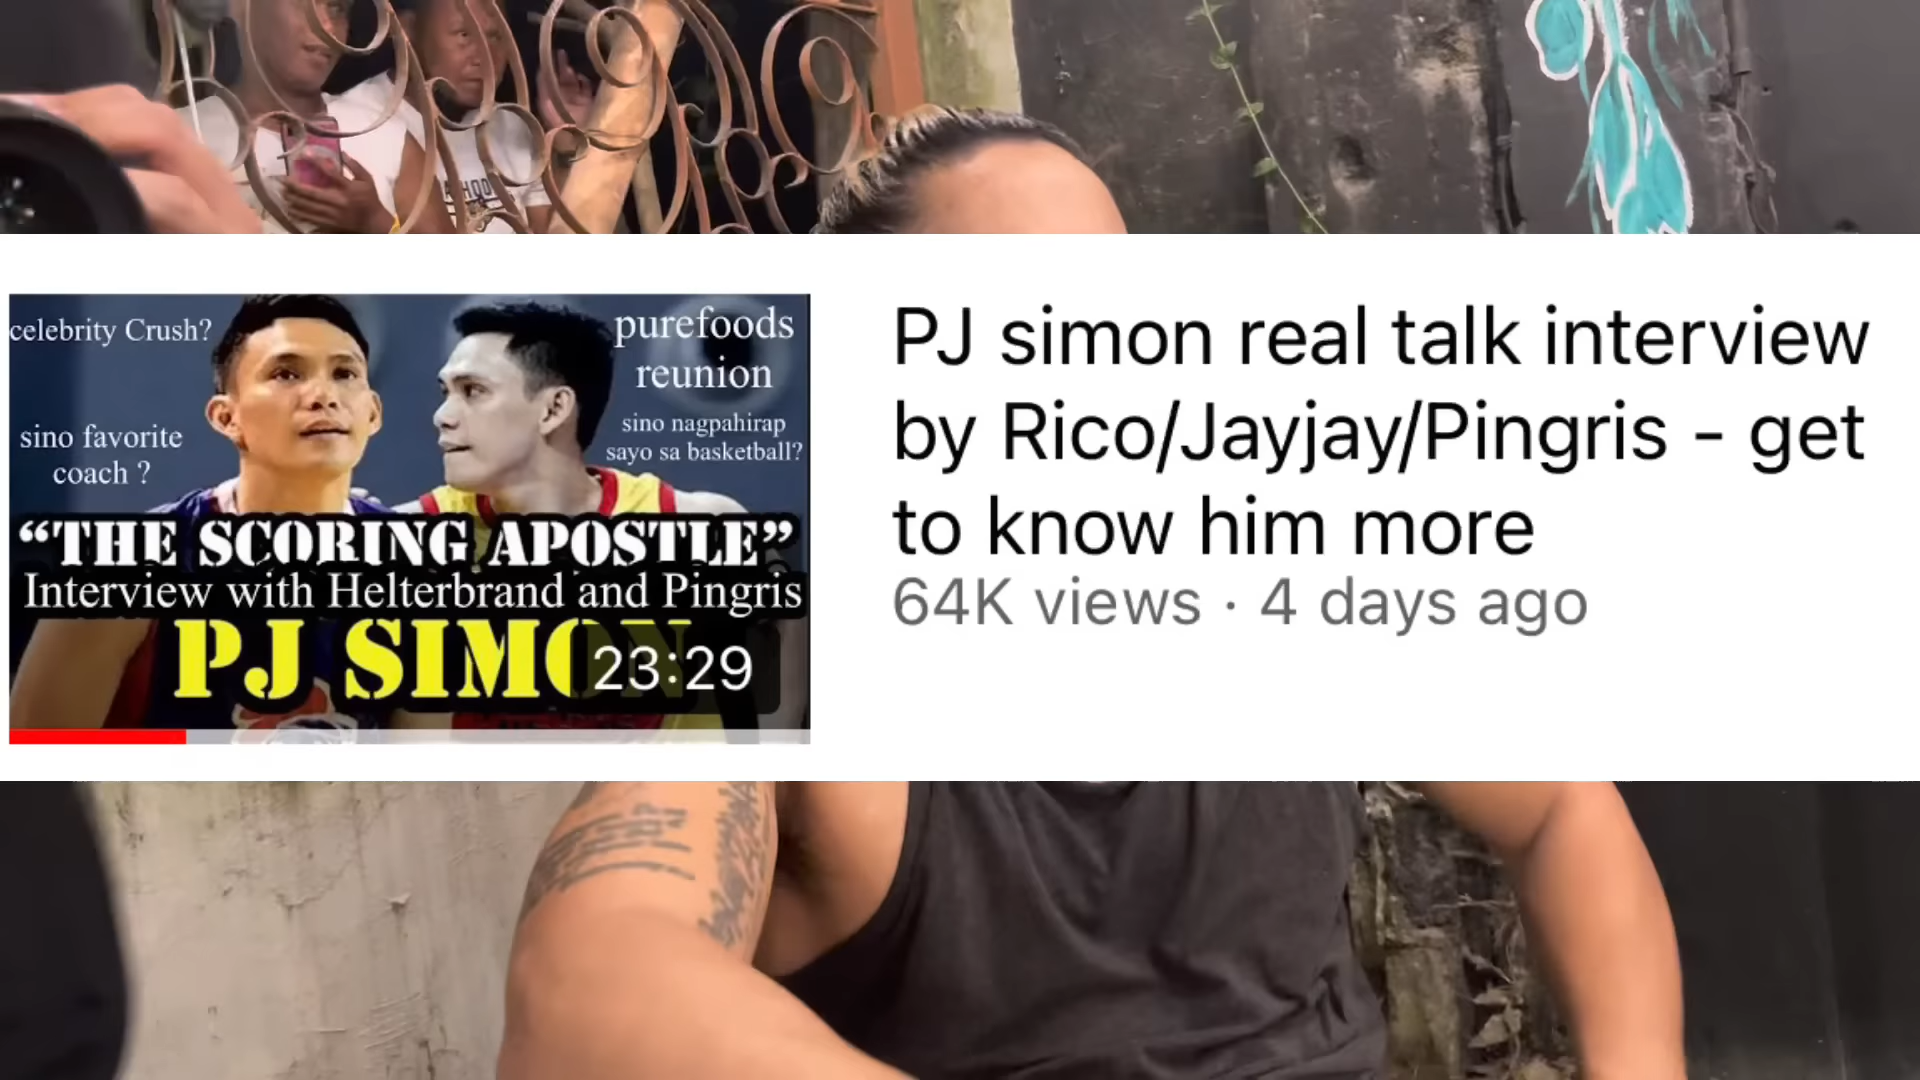 celebrity Crush?
purefoods
reunion
sino favorite
coach ?
sino nagpahirap
sayo sa basketball?
“THE SCORING APOSTLE”
Interview with Helterbrand and Pingris
PJ SIMON
23:29
PJ simon real talk interview
by Rico/Jayjay/Pingris - get
to know him more
64K views · 4 days ago